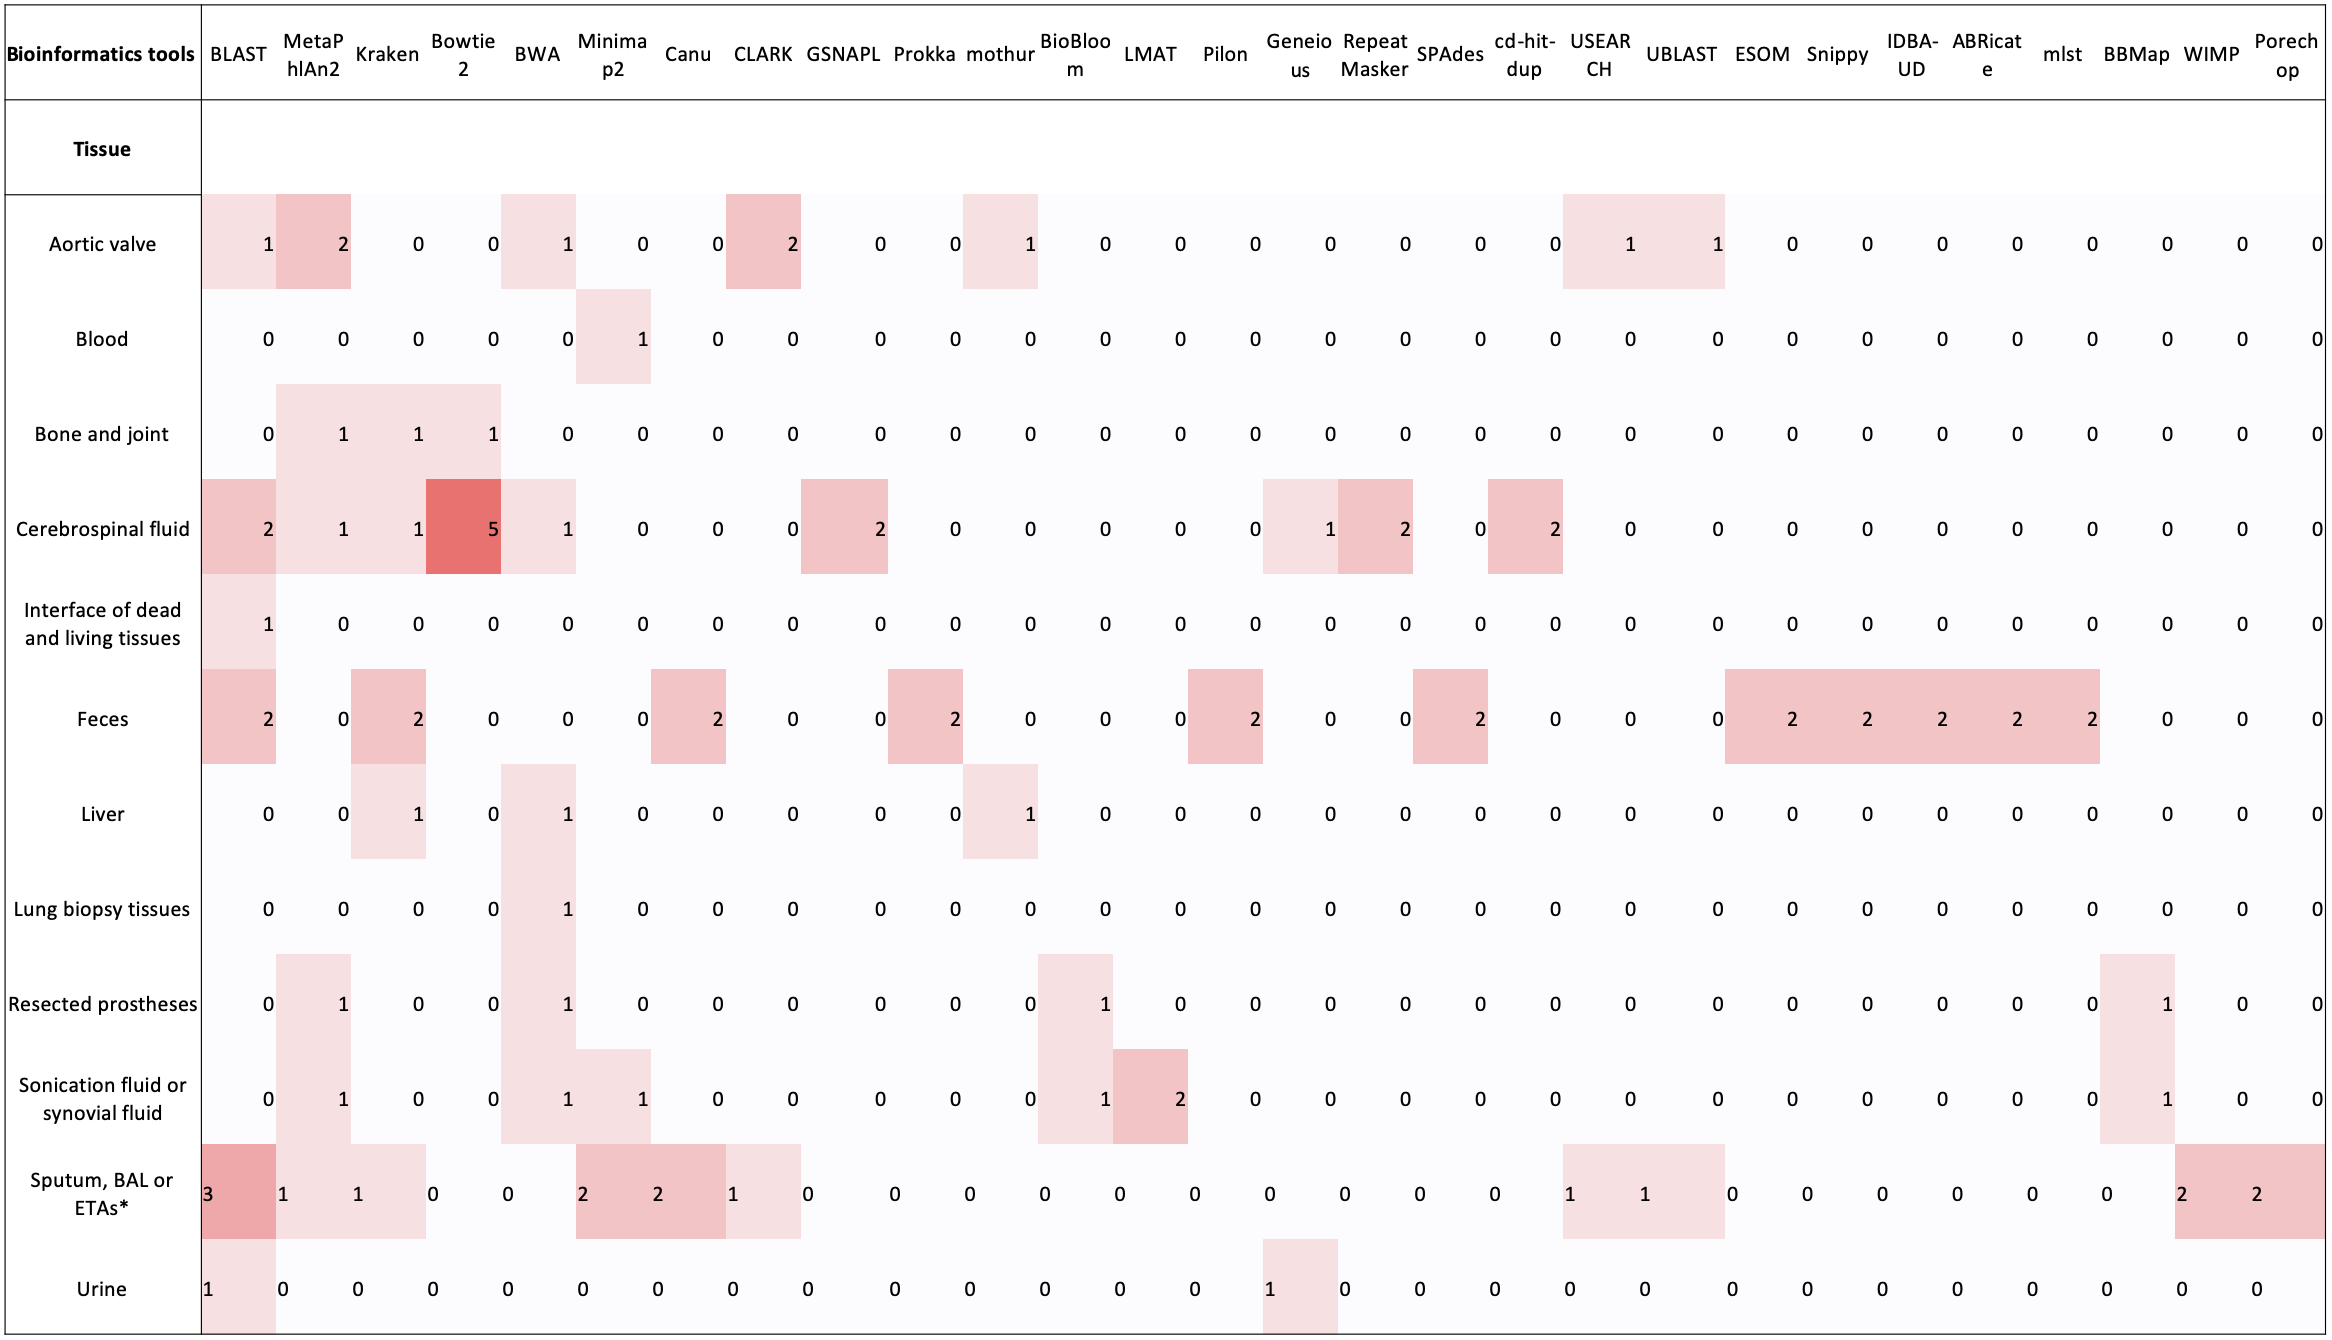 Bioinformatics tools BLAST MetaP Kraken Bowtie BWA Minima Canu CLARK GSNAPL Prokka mothur BioBloo LMAT Pilon Geneio Repeat SPAdes cd-hit- USEAR UBLAST ESOM Snippy IDBA- ABRicat mlst BBMap WIMP Porech
hlAn2 2 p2 m us Masker dup CH UD e op
Tissue
Aortic valve 1 2 0 0 1 0 0 2 0 0 1 0 0 0 0 0 0 0 1 1 0 0 0 0 0 0 0 0
Blood 0 0 0 0 0 1 0 0 0 0 0 0 0 0 0 0 0 0 0 0 0 0 0 0 0 0 0 0
Bone and joint 0 1 1 1 0 0 0 0 0 0 0 0 0 0 0 0 0 0 0 0 0 0 0 0 0 0 0 0
Cerebrospinal fluid 2 1 1 5 1 0 0 0 2 0 0 0 0 0 1 2 0 2 0 0 0 0 0 0 0 0 0 0
Interface of dead
and living tissues 1 0 0 0 0 0 0 0 0 0 0 0 0 0 0 0 0 0 0 0 0 0 0 0 0 0 0 0
Feces 2 0 2 0 0 0 2 0 0 2 0 0 0 2 0 0 2 0 0 0 2 2 2 2 2 0 0 0
Liver 0 0 1 0 1 0 0 0 0 0 1 0 0 0 0 0 0 0 0 0 0 0 0 0 0 0 0 0
Lung biopsy tissues 0 0 0 0 1 0 0 0 0 0 0 0 0 0 0 0 0 0 0 0 0 0 0 0 0 0 0 0
Resected prostheses 0 1 0 0 1 0 0 0 0 0 0 1 0 0 0 0 0 0 0 0 0 0 0 0 0 1 0 0
Sonication fluid or
synovial fluid 0 1 0 0 1 1 0 0 0 0 0 1 2 0 0 0 0 0 0 0 0 0 0 0 0 1 0 0
Sputum, BAL or
ETAs* 3 1 1 0 0 2 2 1 0 0 0 0 0 0 0 0 0 0 1 1 0 0 0 0 0 0 2 2
Urine 1 0 0 0 0 0 0 0 0 0 0 0 0 0 1 0 0 0 0 0 0 0 0 0 0 0 0 0